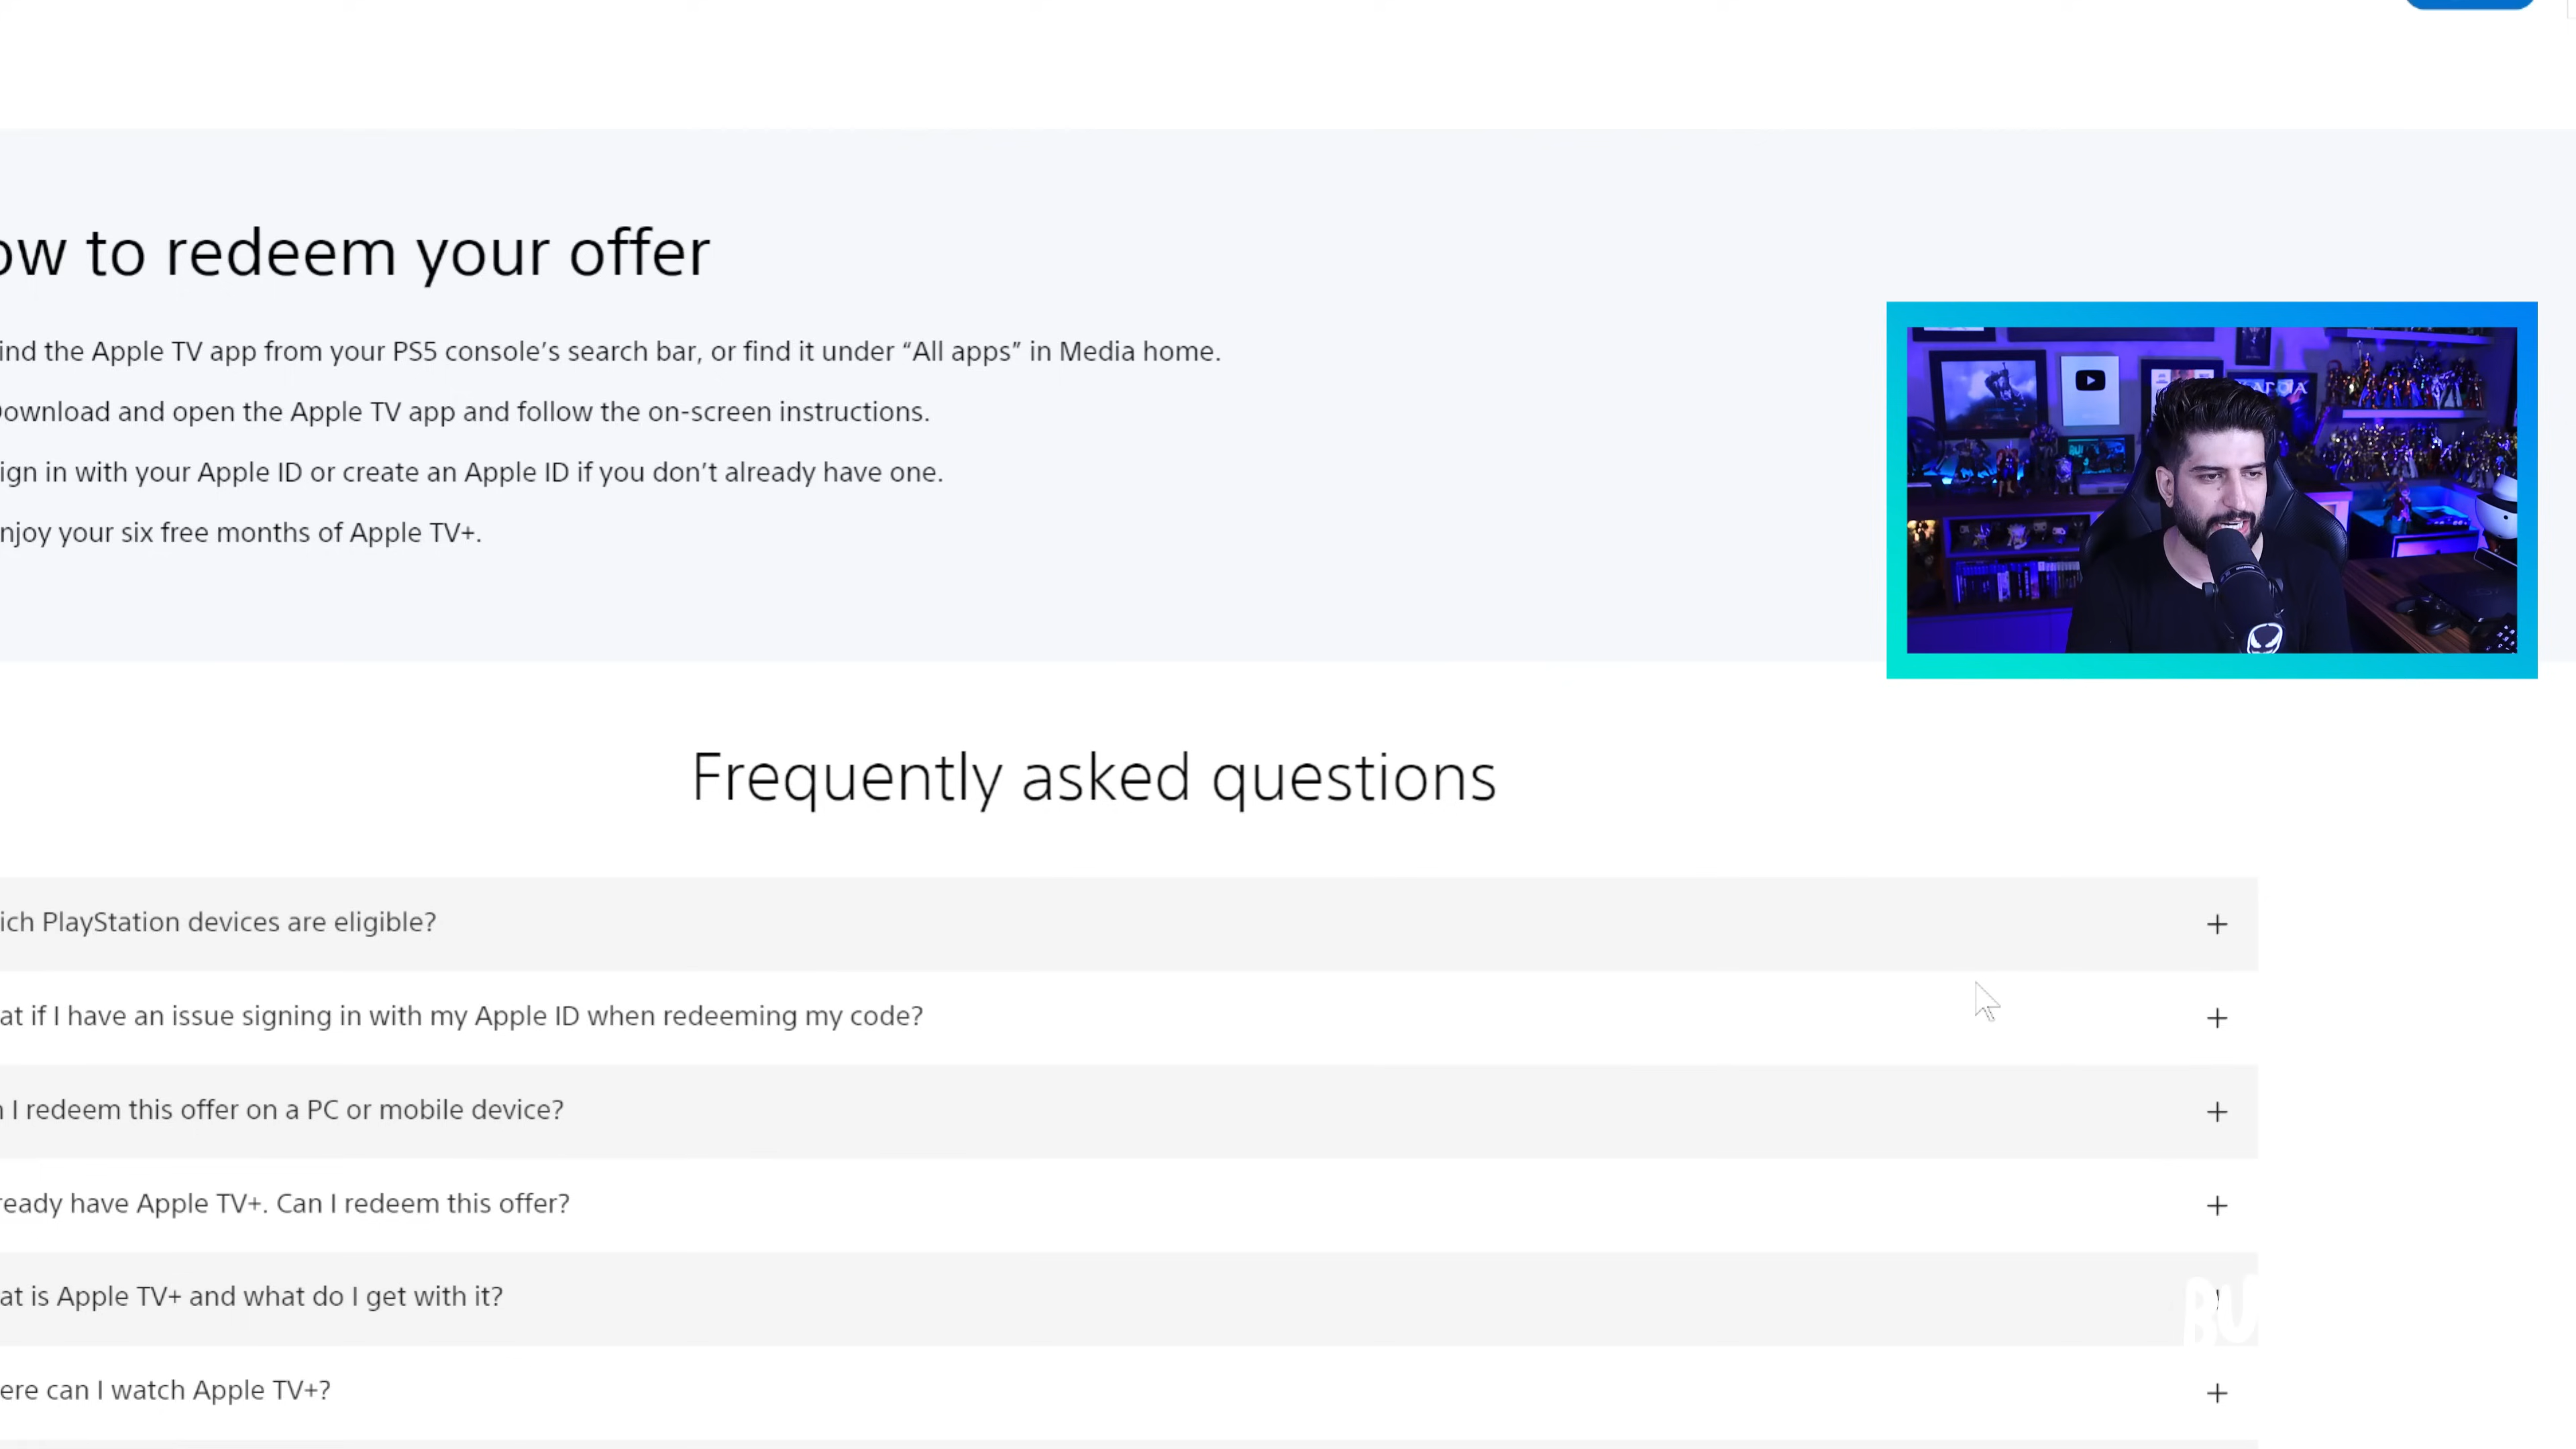 ow to redeem your offer
ind the Apple TV app from your PS5 console’s search bar, or find it under “All apps” in Media home.
ownload and open the Apple TV app and follow the on-screen instructions.
ign in with your Apple ID or create an Apple ID if you don’t already have one.
njoy your six free months of Apple TV+.
Frequently asked questions
ich PlayStation devices are eligible?
at if I have an issue signing in with my Apple ID when redeeming my code?
n I redeem this offer on a PC or mobile device?
ready have Apple TV+. Can I redeem this offer?
at is Apple TV+ and what do I get with it?
BU
ere can I watch Apple TV+?